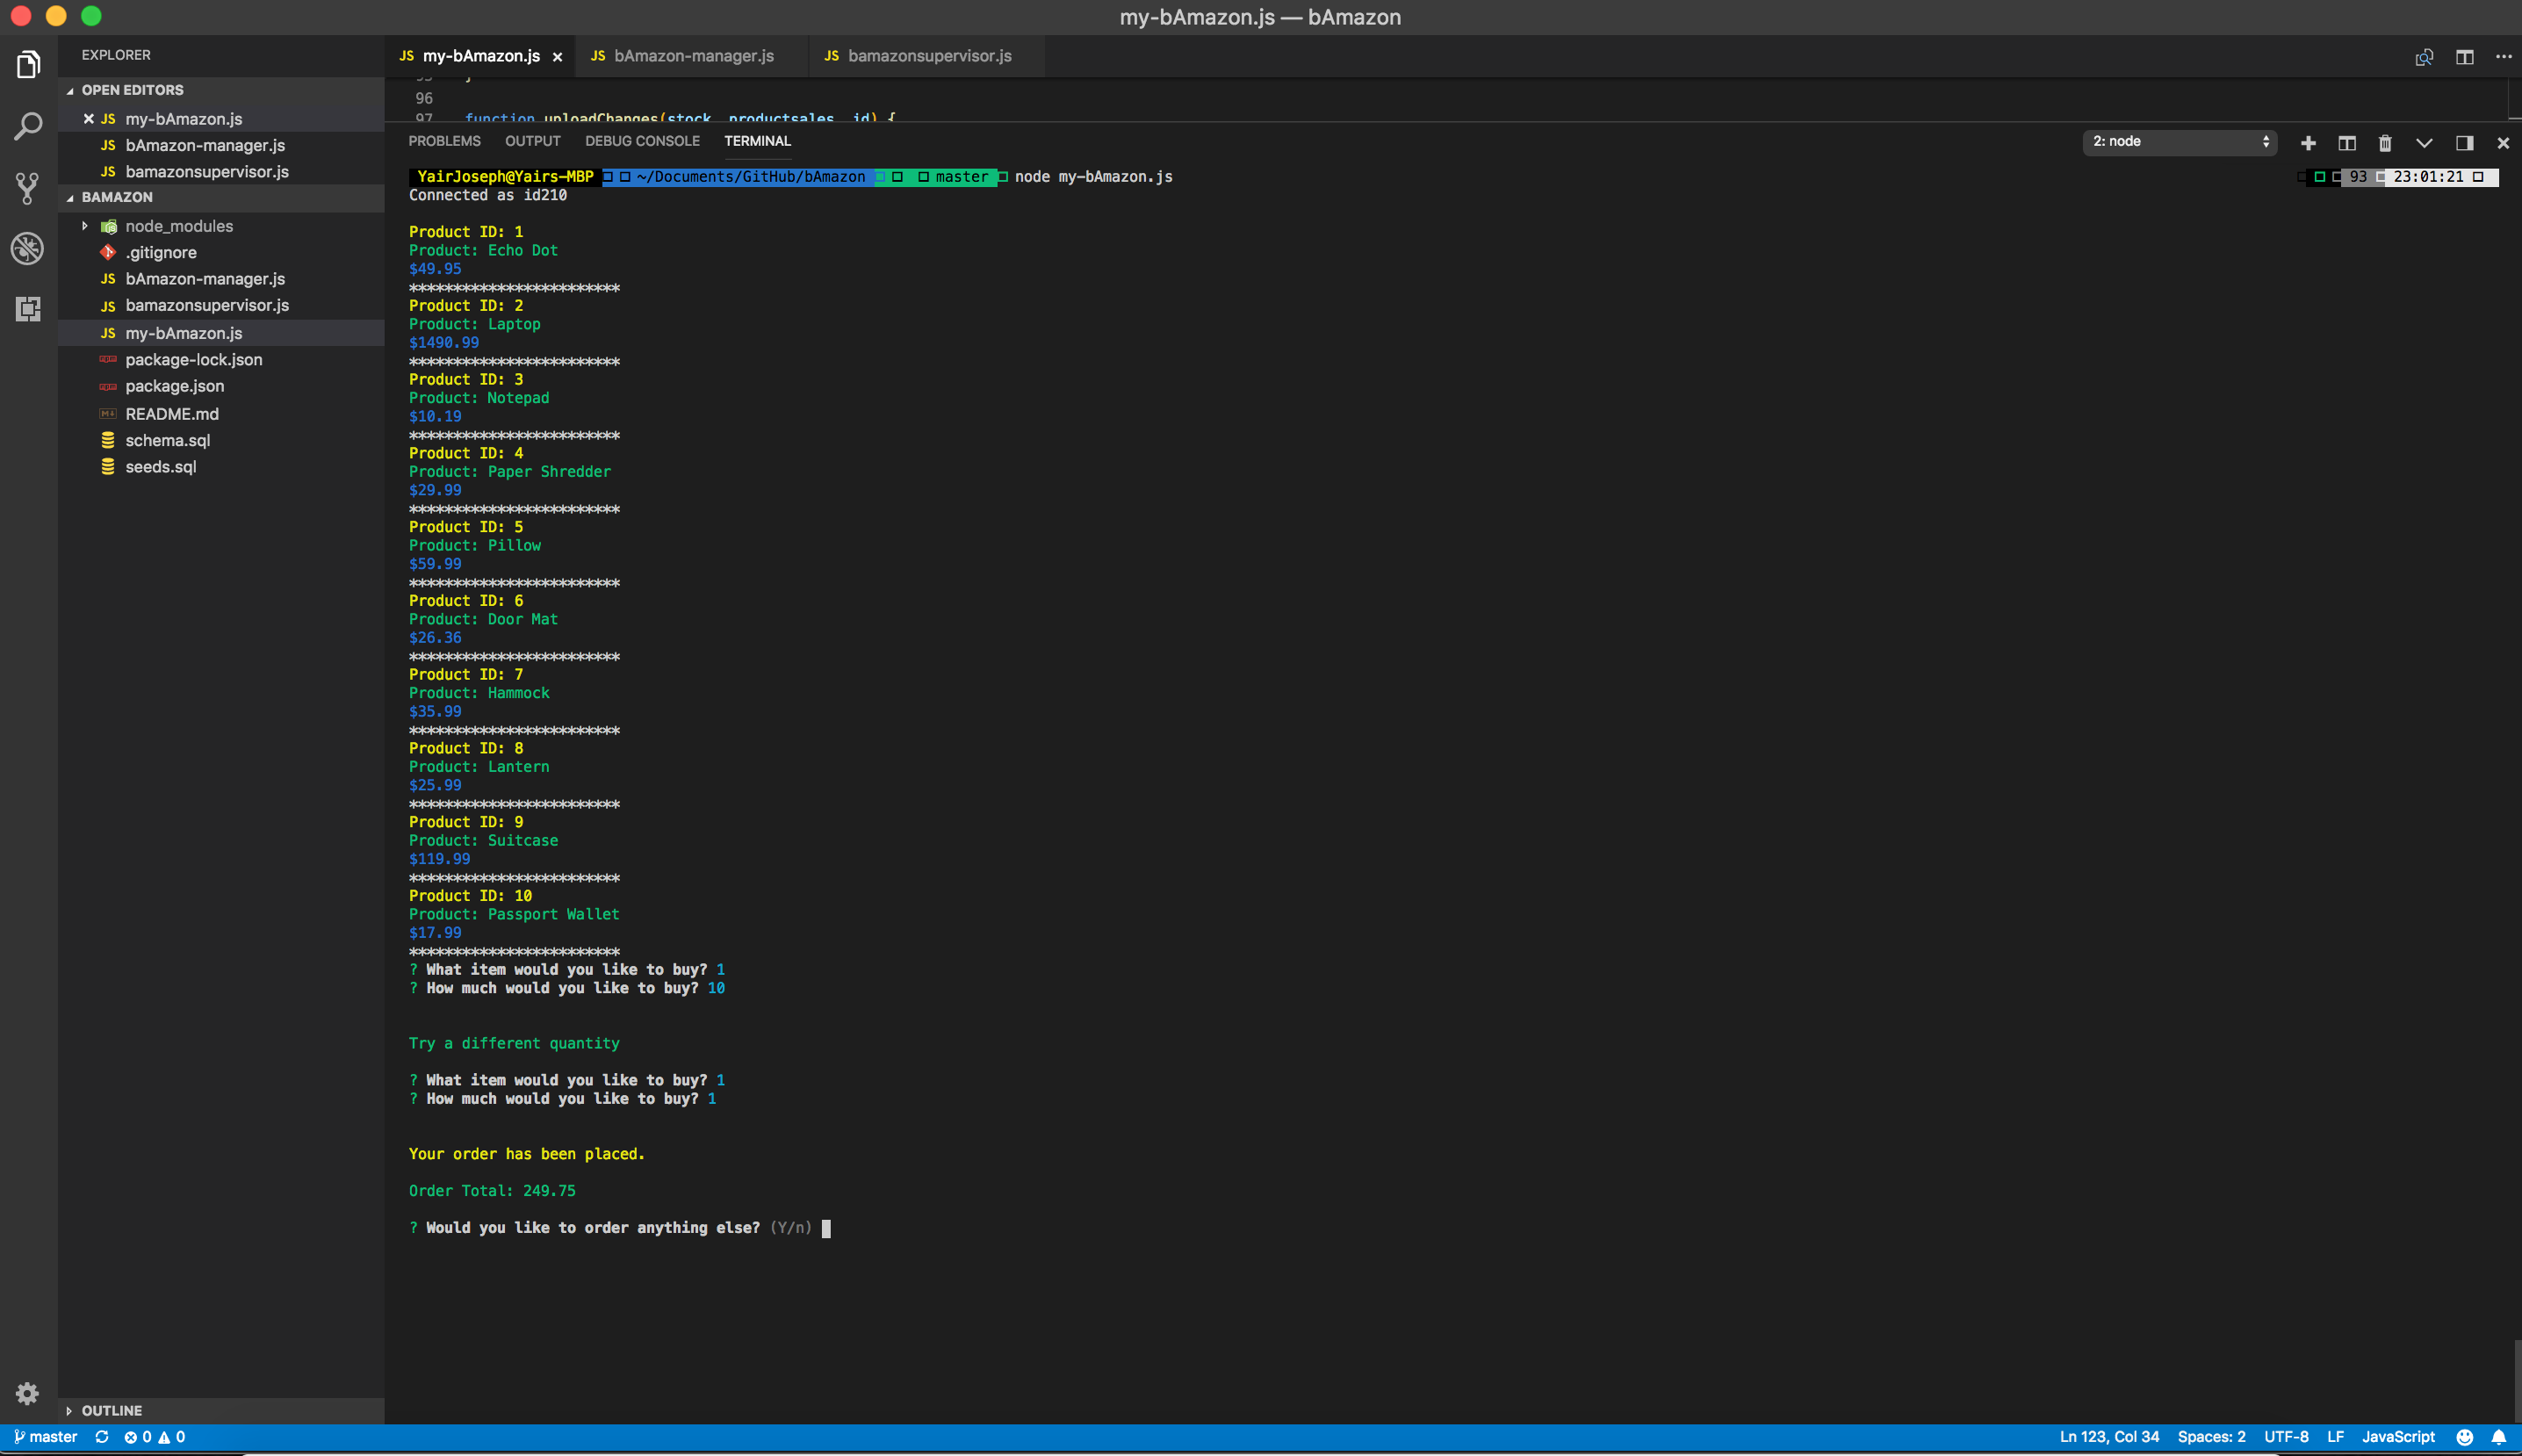 my-bAmazon.js — bAmazon
EXPLORER
OPEN EDITORS
JS my-bAmazon.js
JS bAmazon-manager.js
JS bamazonsupervisor.js
BAMAZON
node_modules
.gitignore
JS bAmazon-manager.js
JS bamazonsupervisor.js
JS my-bAmazon.js
package-lock.json
package.json
README.md
schema.sql
seeds.sql
OUTLINE
JS my-bAmazon.js JS bAmazon-manager.js JS bamazonsupervisor.js
96
97 function uploadChanges(stock, productsales, id) {
PROBLEMS OUTPUT DEBUG CONSOLE TERMINAL 2: node
YairJoseph@Yairs-MBP ~/Documents/GitHub/bAmazon master node my-bAmazon.js 93 23:01:21
Connected as id210
Product ID: 1
Product: Echo Dot
$49.95
************************
Product ID: 2
Product: Laptop
$1490.99
************************
Product ID: 3
Product: Notepad
$10.19
************************
Product ID: 4
Product: Paper Shredder
$29.99
************************
Product ID: 5
Product: Pillow
$59.99
************************
Product ID: 6
Product: Door Mat
$26.36
************************
Product ID: 7
Product: Hammock
$35.99
************************
Product ID: 8
Product: Lantern
$25.99
************************
Product ID: 9
Product: Suitcase
$119.99
************************
Product ID: 10
Product: Passport Wallet
$17.99
************************
? What item would you like to buy? 1
? How much would you like to buy? 10
Try a different quantity
? What item would you like to buy? 1
? How much would you like to buy? 1
Your order has been placed.
Order Total: 249.75
? Would you like to order anything else? (Y/n)
master 0 0 Ln 123, Col 34 Spaces: 2 UTF-8 LF JavaScript